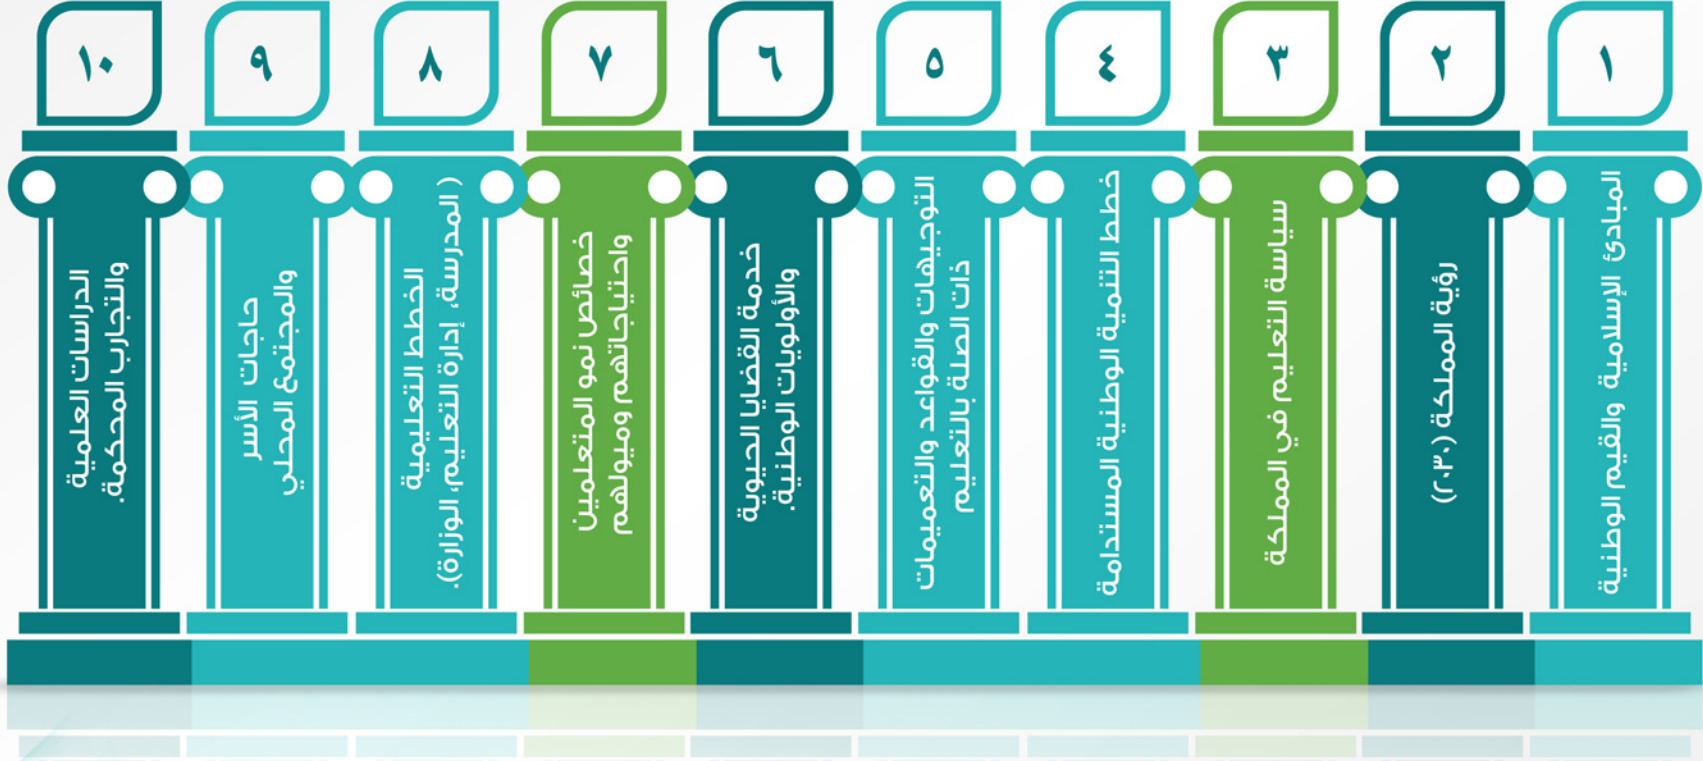 ١
المبادئ الإسلامية والقيم الوطنية
٢
رؤية المملكة (٢٠٣٠)
٣
سياسة التعليم في المملكة
٤
خطط التنمية الوطنية المستدامة
٥
التوجيهات والقواعد والتعميمات
ذات الصلة بالتعليم
٦
خدمة القضايا الحيوية
والأولويات الوطنية.
٧
خصائص نمو المتعلمين
واحتياجاتهم وميولهم
٨
الخطط التعليمية
( المدرسة، إدارة التعليم، الوزارة).
٩
حاجات الأسر
والمجتمع المحلي
١٠
الدراسات العلمية
والتجارب المحكمة.